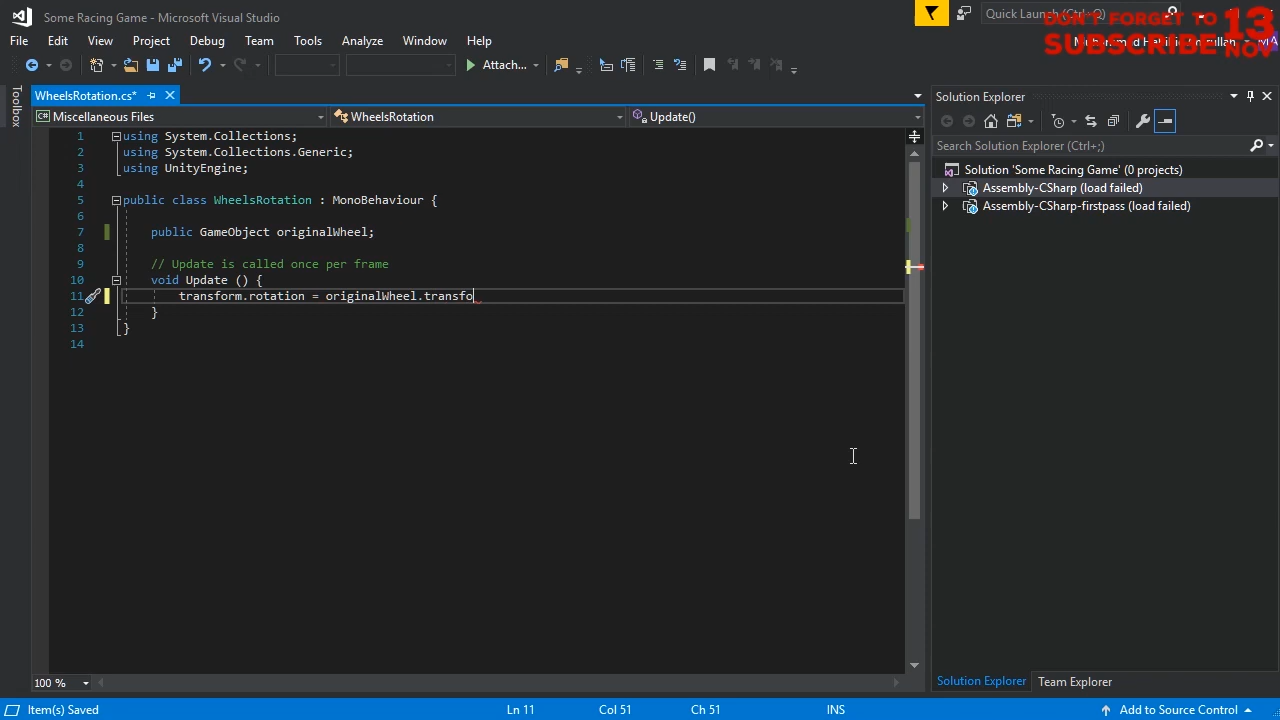 Some Racing Game - Microsoft Visual Studio
Quick Launch (Ctrl+Q)
DON'T FORGET TO
SUBSCRIBE
13
NOW
File Edit View Project Debug Team Tools Test Analyze Window Help
Attach...
Toolbox
WheelsRotation.cs*
Miscellaneous Files
WheelsRotation
Update()
1 using System.Collections;
2 using System.Collections.Generic;
3 using UnityEngine;
4
5 public class WheelsRotation : MonoBehaviour {
6
7 public GameObject originalWheel;
8
9 // Update is called once per frame
10 void Update () {
11 transform.rotation = originalWheel.transfo
12 }
13 }
14
100 %
Solution Explorer
Search Solution Explorer (Ctrl+;)
Solution 'Some Racing Game' (0 projects)
Assembly-CSharp (load failed)
Assembly-CSharp-firstpass (load failed)
Solution Explorer Team Explorer
Item(s) Saved
Ln 11
Col 51
Ch 51
INS
Add to Source Control